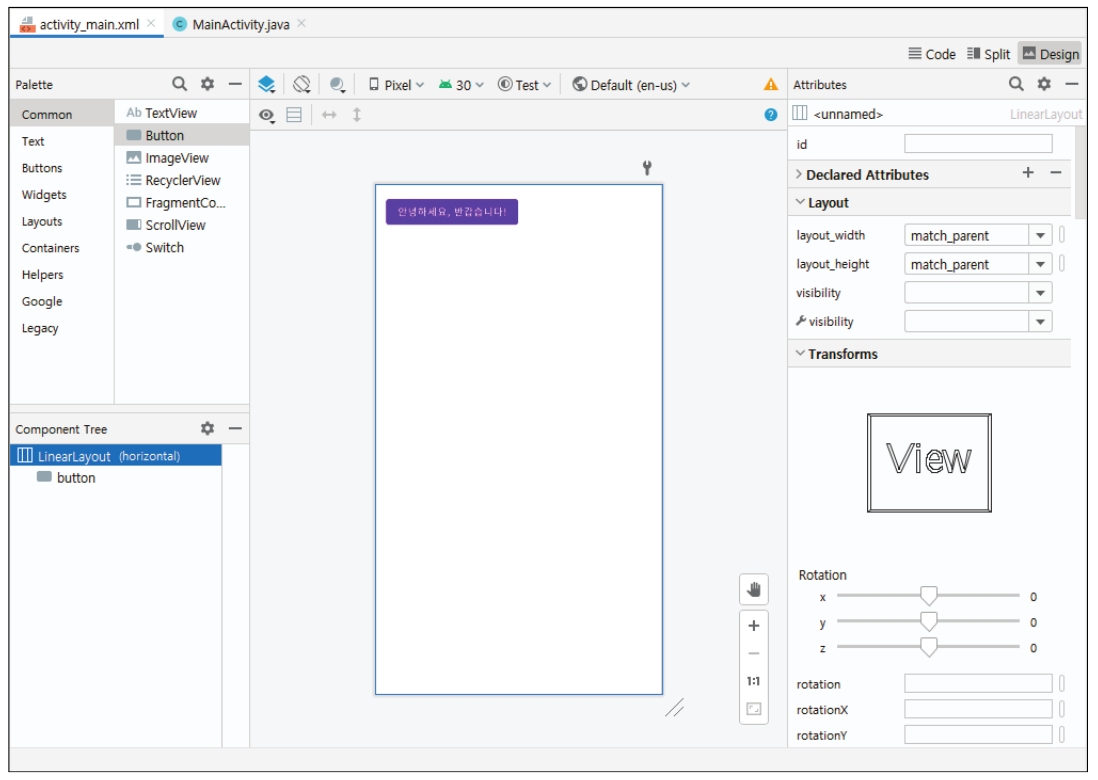 activity_main.xml
MainActivity.java
Code Split Design
Palette
Common
Text
Buttons
Widgets
Layouts
Containers
Helpers
Google
Legacy
Ab TextView
Button
ImageView
RecyclerView
FragmentCo...
ScrollView
Switch
Component Tree
LinearLayout (horizontal)
button
Pixel 30 Test Default (en-us)
안녕하세요, 반갑습니다!
1:1
Attributes
<unnamed> LinearLayout
id
Declared Attributes
Layout
layout_width match_parent
layout_height match_parent
visibility
visibility
Transforms
View
Rotation
x 0
y 0
z 0
rotation
rotationX
rotationY